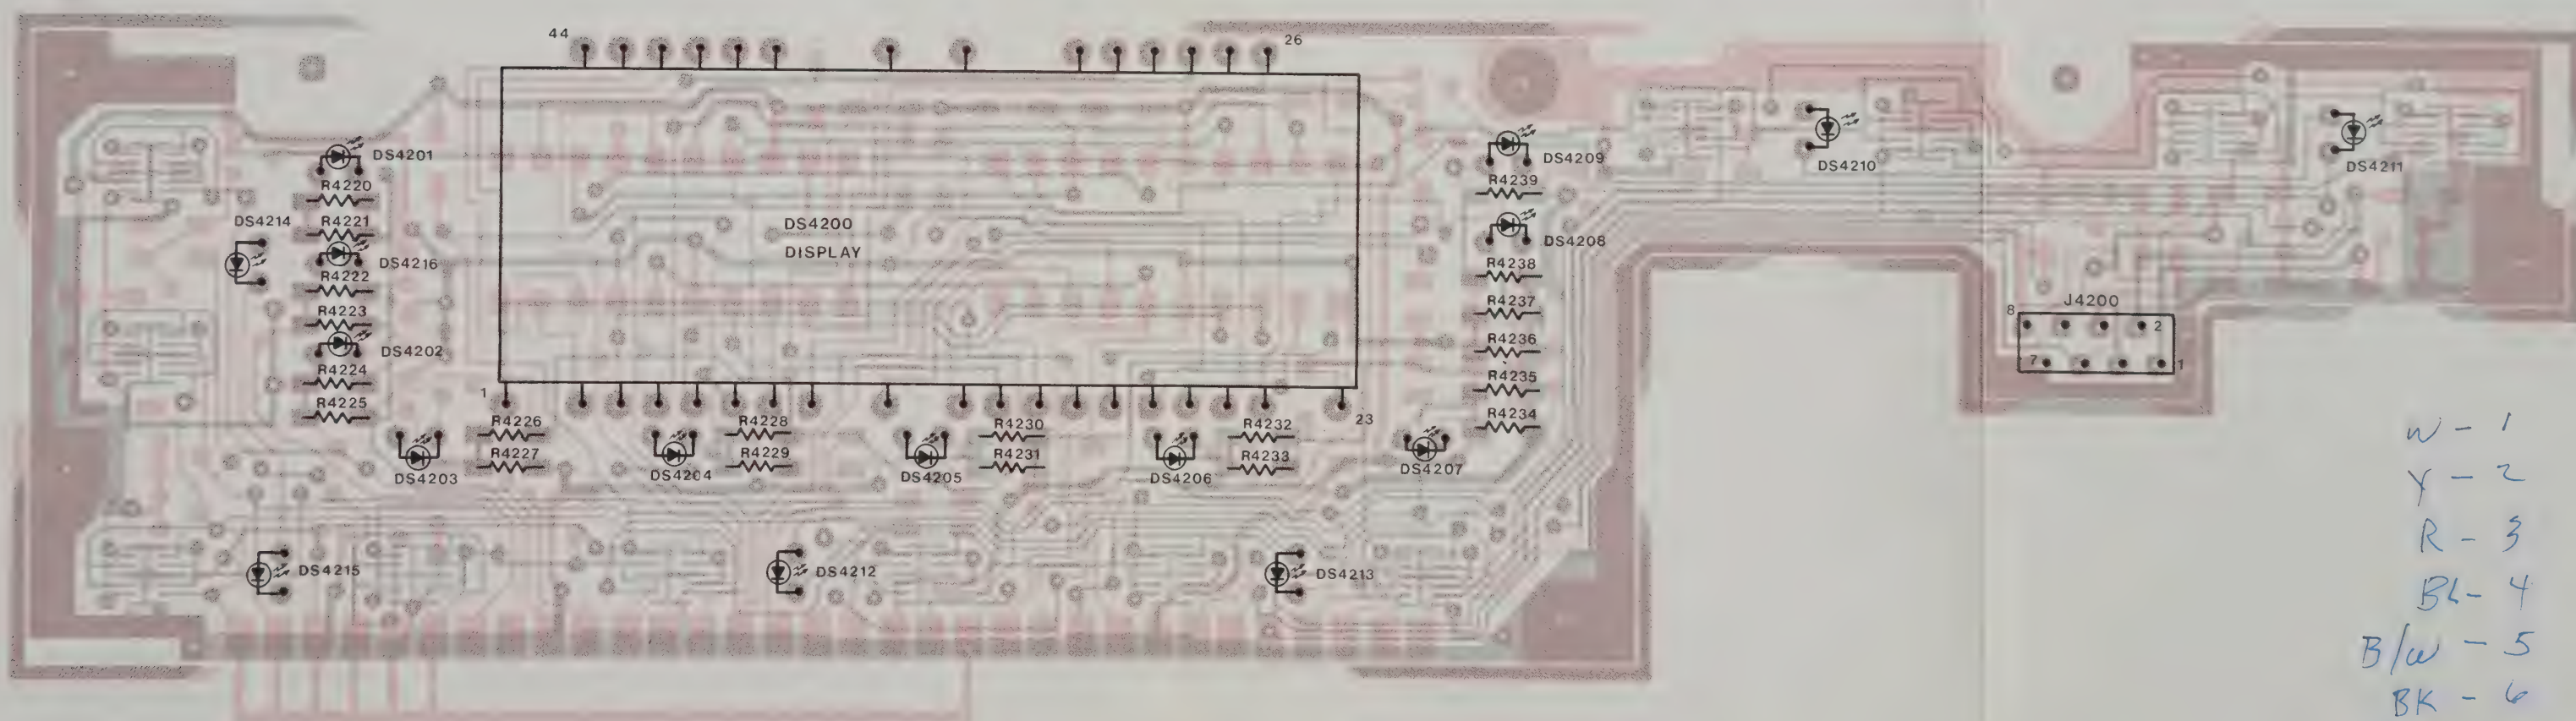 44
26
DS4201
R4220
DS4214
R4221
DS4216
R4222
R4223
DS4202
R4224
R4225
DS4200
DISPLAY
1
23
DS4203
R4226
R4227
DS4204
R4228
R4229
DS4205
R4230
R4231
DS4206
R4232
R4233
DS4207
DS4209
R4239
DS4208
R4238
R4237
R4236
R4235
R4234
DS4210
DS4211
J4200
8
2
7
1
DS4215
DS4212
DS4213
W - 1
Y - 2
R - 3
BL - 4
B/W - 5
BK - 6